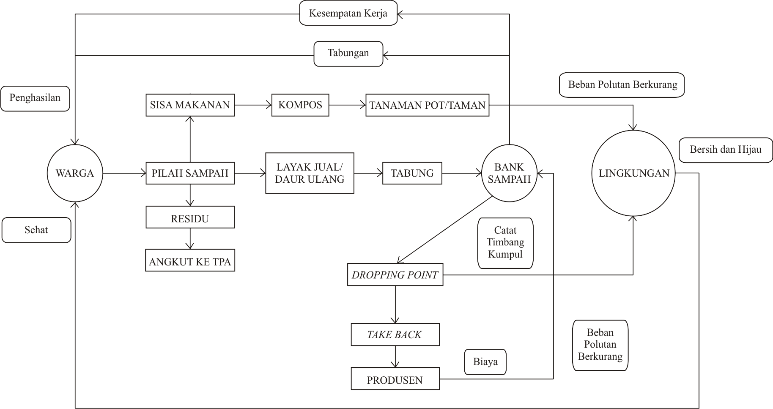 Kesempatan Kerja
Tabungan
Penghasilan
Beban Polutan Berkurang
SISA MAKANAN
KOMPOS
TANAMAN POT/TAMAN
Bersih dan Hijau
WARGA
PILAH SAMPAH
LAYAK JUAL/
DAUR ULANG
TABUNG
BANK
SAMPAH
LINGKUNGAN
Sehat
RESIDU
Catat
Timbang
Kumpul
ANGKUT KE TPA
DROPPING POINT
TAKE BACK
Beban
Polutan
Berkurang
Biaya
PRODUSEN